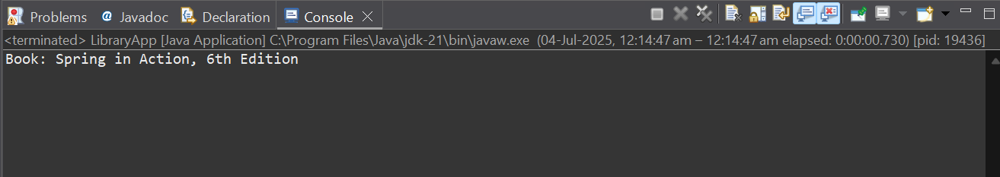 Problems @ Javadoc Declaration Console
<terminated> LibraryApp [Java Application] C:\Program Files\Java\jdk-21\bin\javaw.exe (04-Jul-2025, 12:14:47 am – 12:14:47 am elapsed: 0:00:00.730) [pid: 19436]
Book: Spring in Action, 6th Edition